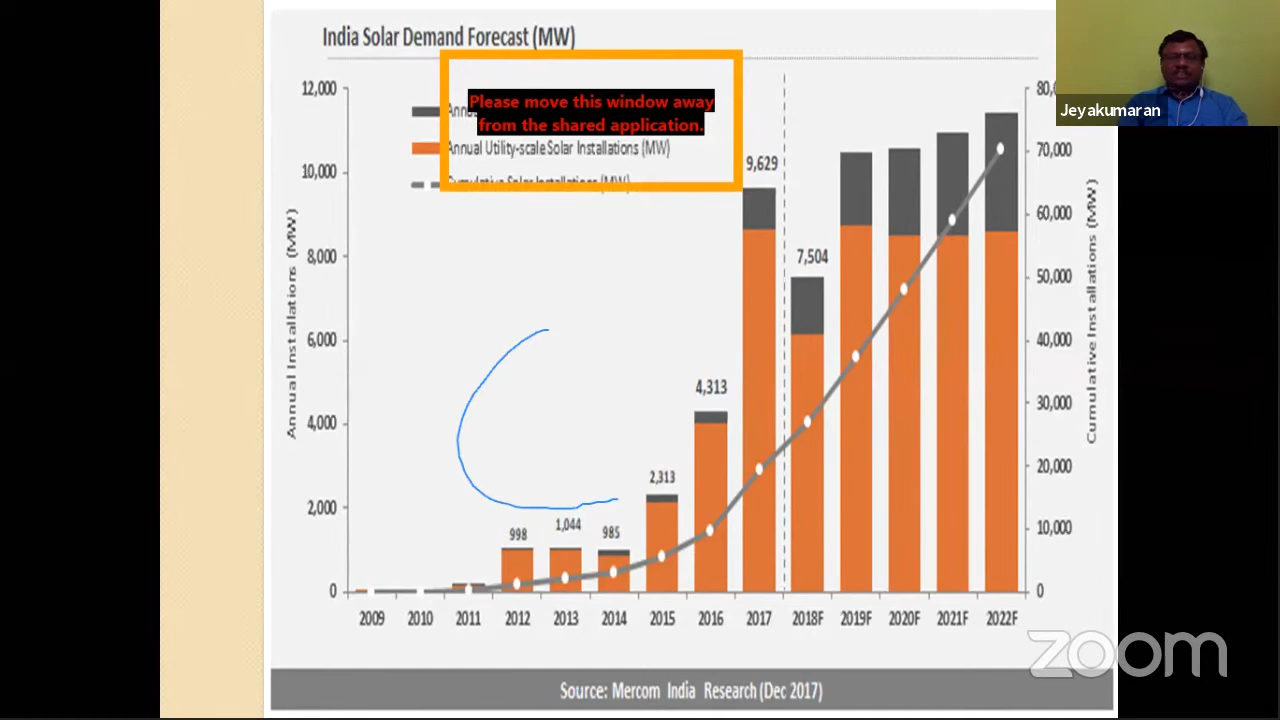 India Solar Demand Forecast (MW)
Please move this window away
from the shared application.
Annual Utility-scale Solar Installations (MW)
Cumulative Solar Installations (MW)
Jeyakumaran
Annual Installations (MW)
12,000
10,000
8,000
6,000
4,000
2,000
0
998
1,044
985
2,313
4,313
9,629
7,504
70,000
60,000
50,000
40,000
30,000
20,000
10,000
0
Cumulative Installations (MW)
2009 2010 2011 2012 2013 2014 2015 2016 2017 2018F 2019F 2020F 2021F 2022F
zoom
Source: Mercom India Research (Dec 2017)